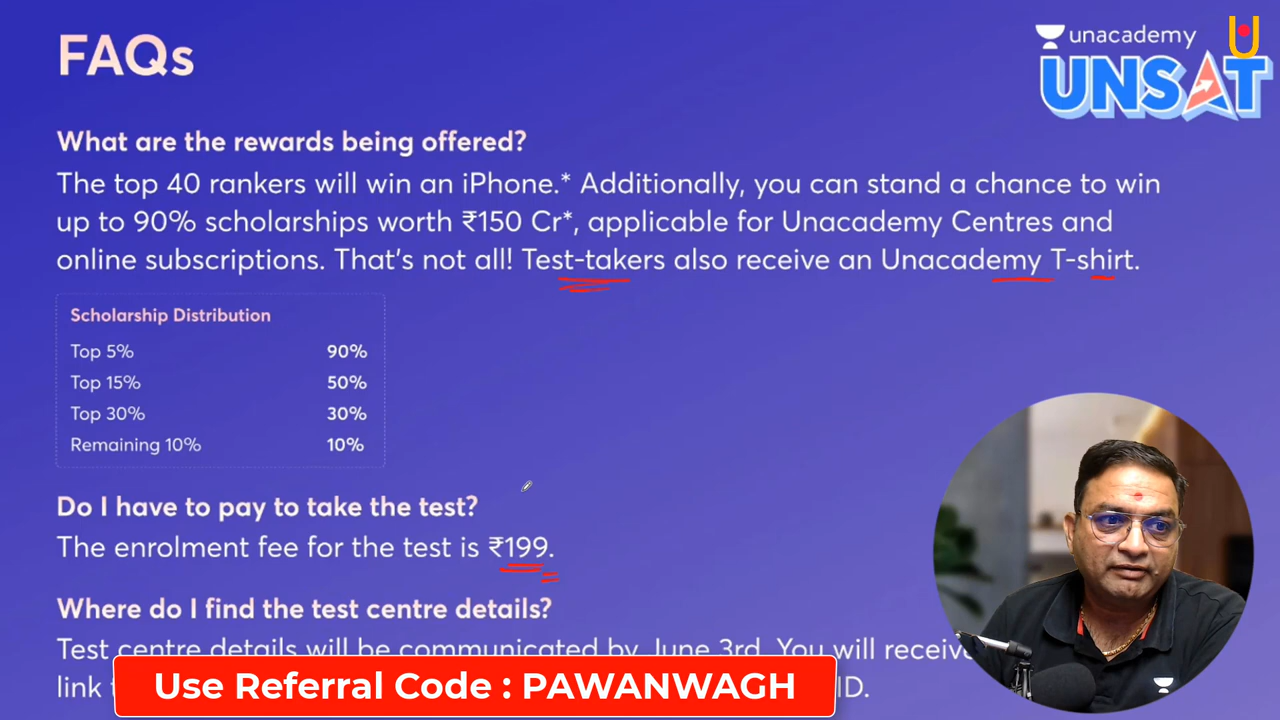 FAQs
unacademy
UNSAT
What are the rewards being offered?
The top 40 rankers will win an iPhone.* Additionally, you can stand a chance to win
up to 90% scholarships worth ₹150 Cr*, applicable for Unacademy Centres and
online subscriptions. That's not all! Test-takers also receive an Unacademy T-shirt.
Scholarship Distribution
Top 5% 90%
Top 15% 50%
Top 30% 30%
Remaining 10% 10%
Do I have to pay to take the test?
The enrolment fee for the test is ₹199.
Where do I find the test centre details?
Test centre details will be communicated by June 3rd. You will receive
link ID.
Use Referral Code : PAWANWAGH